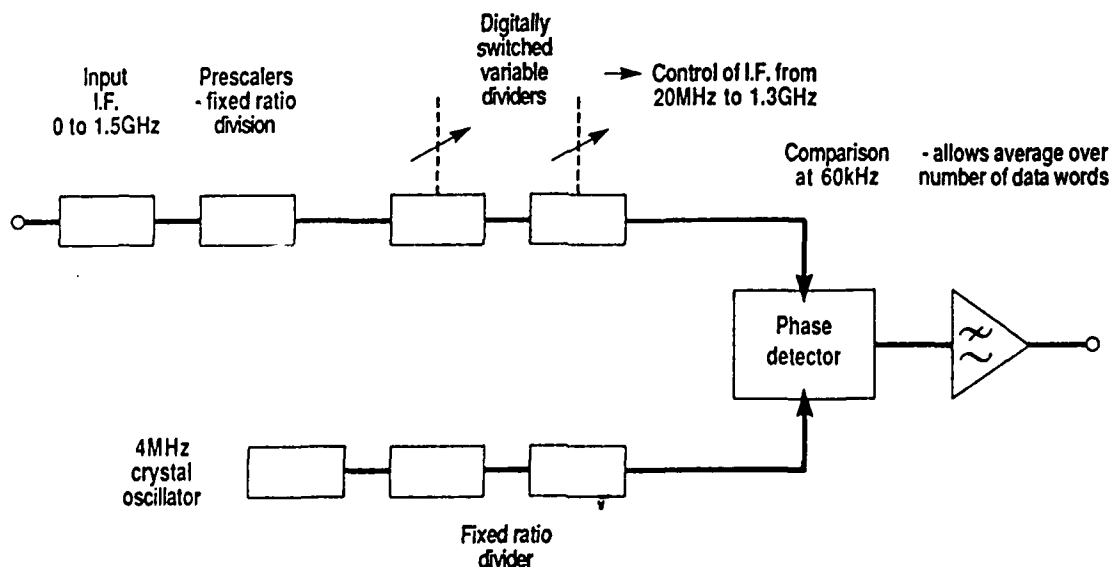 Digitally
switched
variable
dividers
Control of I.F. from
20MHz to 1.3GHz
Input
I.F.
0 to 1.5GHz
Prescalers
- fixed ratio
division
Comparison
at 60kHz
- allows average over
number of data words
Phase
detector
4MHz
crystal
oscillator
Fixed ratio
divider